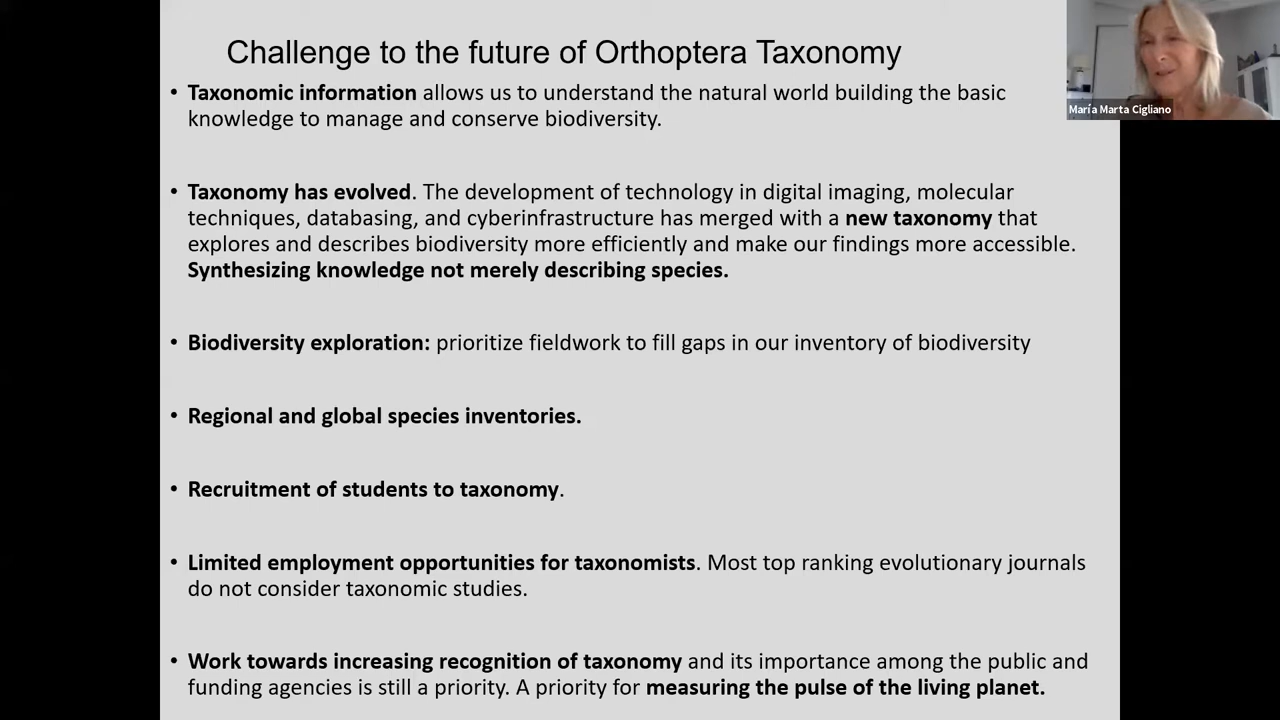 Challenge to the future of Orthoptera Taxonomy
María Marta Cigliano
• Taxonomic information allows us to understand the natural world building the basic
knowledge to manage and conserve biodiversity.
• Taxonomy has evolved. The development of technology in digital imaging, molecular
techniques, databasing, and cyberinfrastructure has merged with a new taxonomy that
explores and describes biodiversity more efficiently and make our findings more accessible.
Synthesizing knowledge not merely describing species.
• Biodiversity exploration: prioritize fieldwork to fill gaps in our inventory of biodiversity
• Regional and global species inventories.
• Recruitment of students to taxonomy.
• Limited employment opportunities for taxonomists. Most top ranking evolutionary journals
do not consider taxonomic studies.
• Work towards increasing recognition of taxonomy and its importance among the public and
funding agencies is still a priority. A priority for measuring the pulse of the living planet.